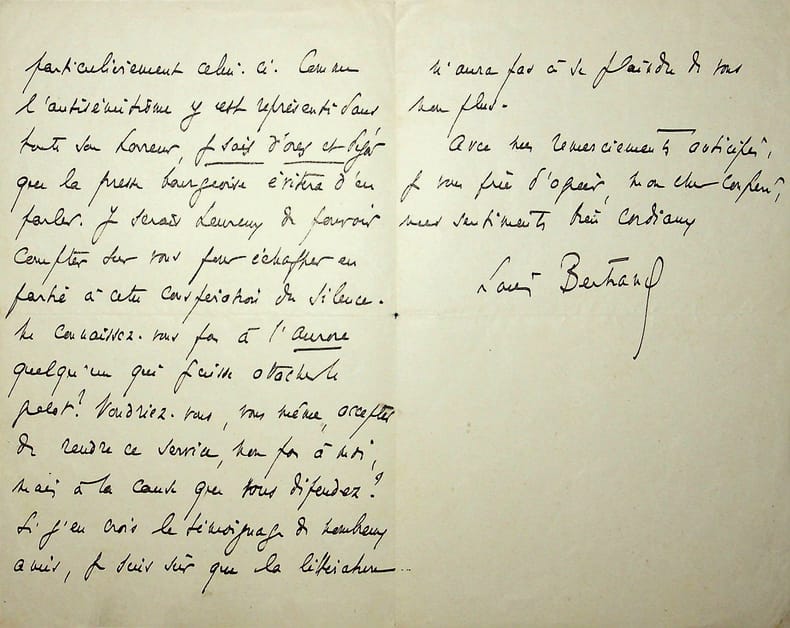 particulièrement celui-ci. Comme
l'antisémitisme y est représenté dans
toute son horreur, je sais d'ores et déjà
que la presse bourgeoise évitera d'en
parler. Je serais heureux de pouvoir
compter sur vous pour échapper en
partie à cette conspiration du silence.
Ne connaissez-vous pas à l'Aurore
quelqu'un qui puisse attacher le
grelot? Voudriez-vous, vous même, accepter
de rendre ce service, non pas à moi,
mais à la cause que vous défendez?
Si j'en crois le témoignage de nombreux
amis, je suis sûr que la littérature...
n'aura pas à se plaindre de vous
non plus.
Avec mes remerciements anticipés,
je vous prie d'agréer, mon cher confrère,
mes sentiments bien cordiaux
Louis Bertrand